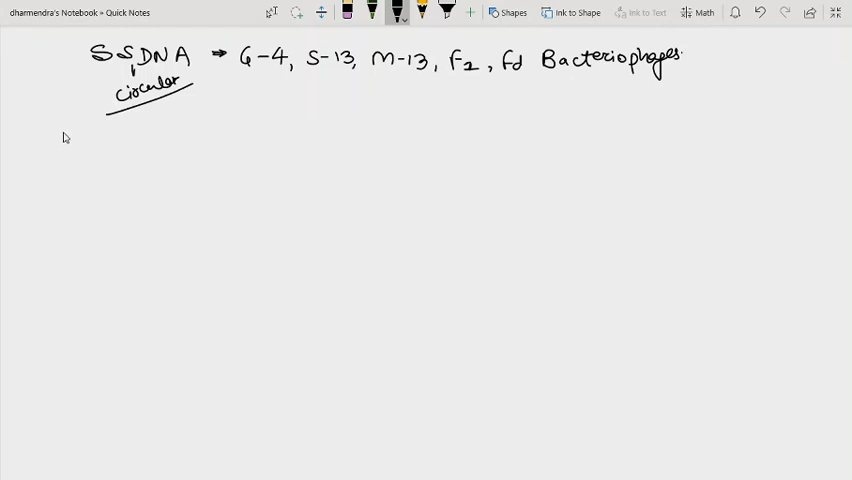 dharmendra's Notebook » Quick Notes
Shapes
Ink to Shape
Ink to Text
Math
SSDNA → G-4, S-13, M-13, F2, Fd Bacteriophages.
circular